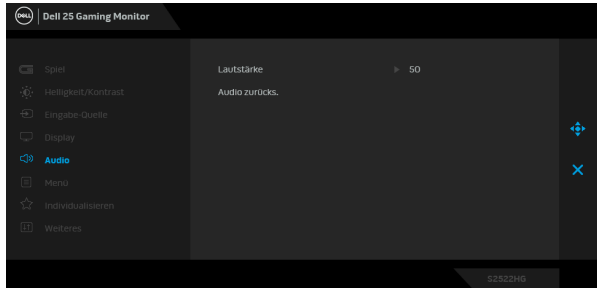 DELL Dell 25 Gaming Monitor
Spiel
Helligkeit/Kontrast
Eingabe-Quelle
Display
Audio
Menü
Individualisieren
Weiteres
Lautstärke 50
Audio zurücks.
S2522HG